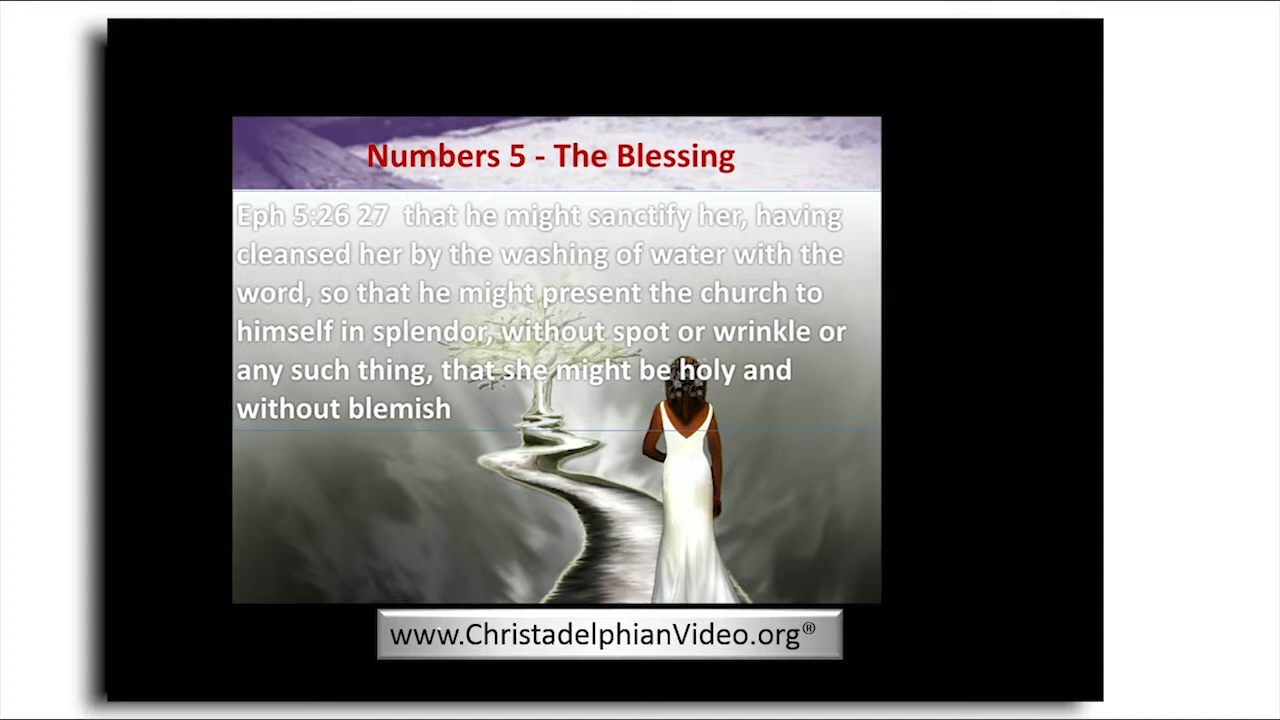 Numbers 5 - The Blessing
Eph 5:26 27  that he might sanctify her, having
cleansed her by the washing of water with the
word, so that he might present the church to
himself in splendor, without spot or wrinkle or
any such thing, that she might be holy and
without blemish
www.ChristadelphianVideo.org®